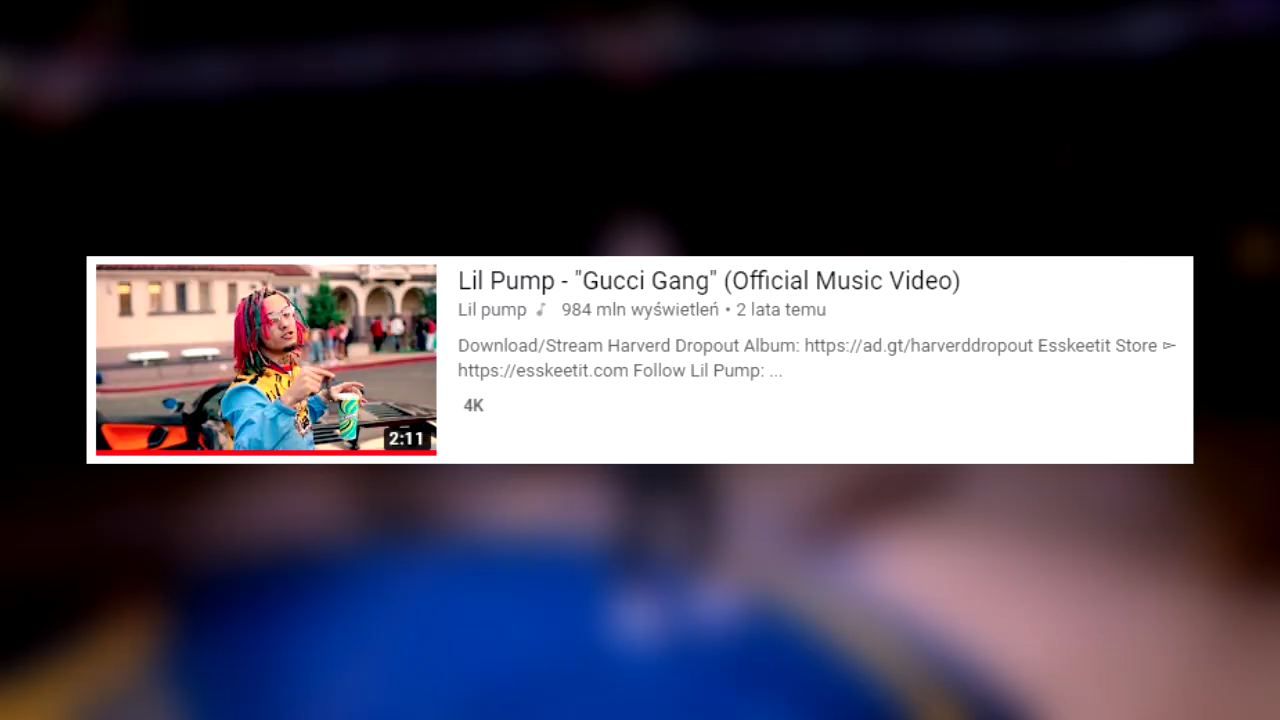 Lil Pump - "Gucci Gang" (Official Music Video)
Lil pump ♪ 984 mln wyświetleń • 2 lata temu
Download/Stream Harverd Dropout Album: https://ad.gt/harverddropout Esskeetit Store ▻
https://esskeetit.com Follow Lil Pump: ...
4K
2:11